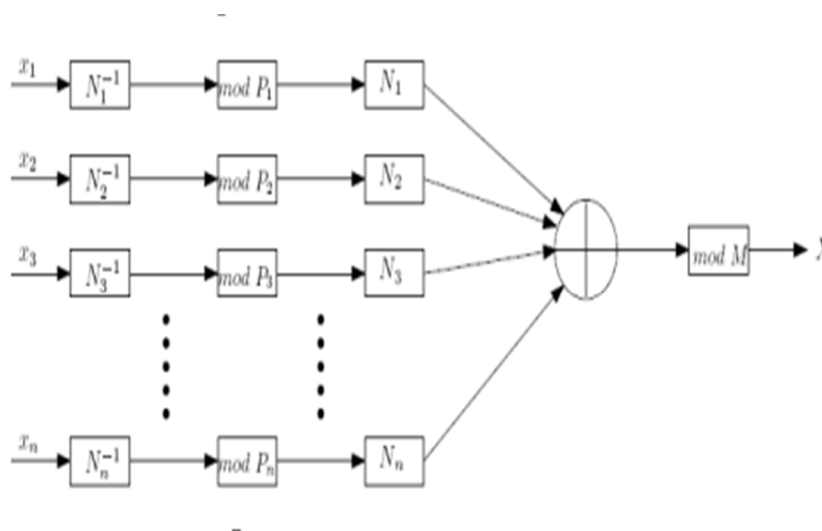 x₁ N₁⁻¹ mod P₁ N₁
x₂ N₂⁻¹ mod P₂ N₂
mod M
x₃ N₃⁻¹ mod P₃ N₃
xₙ Nₙ⁻¹ mod Pₙ Nₙ